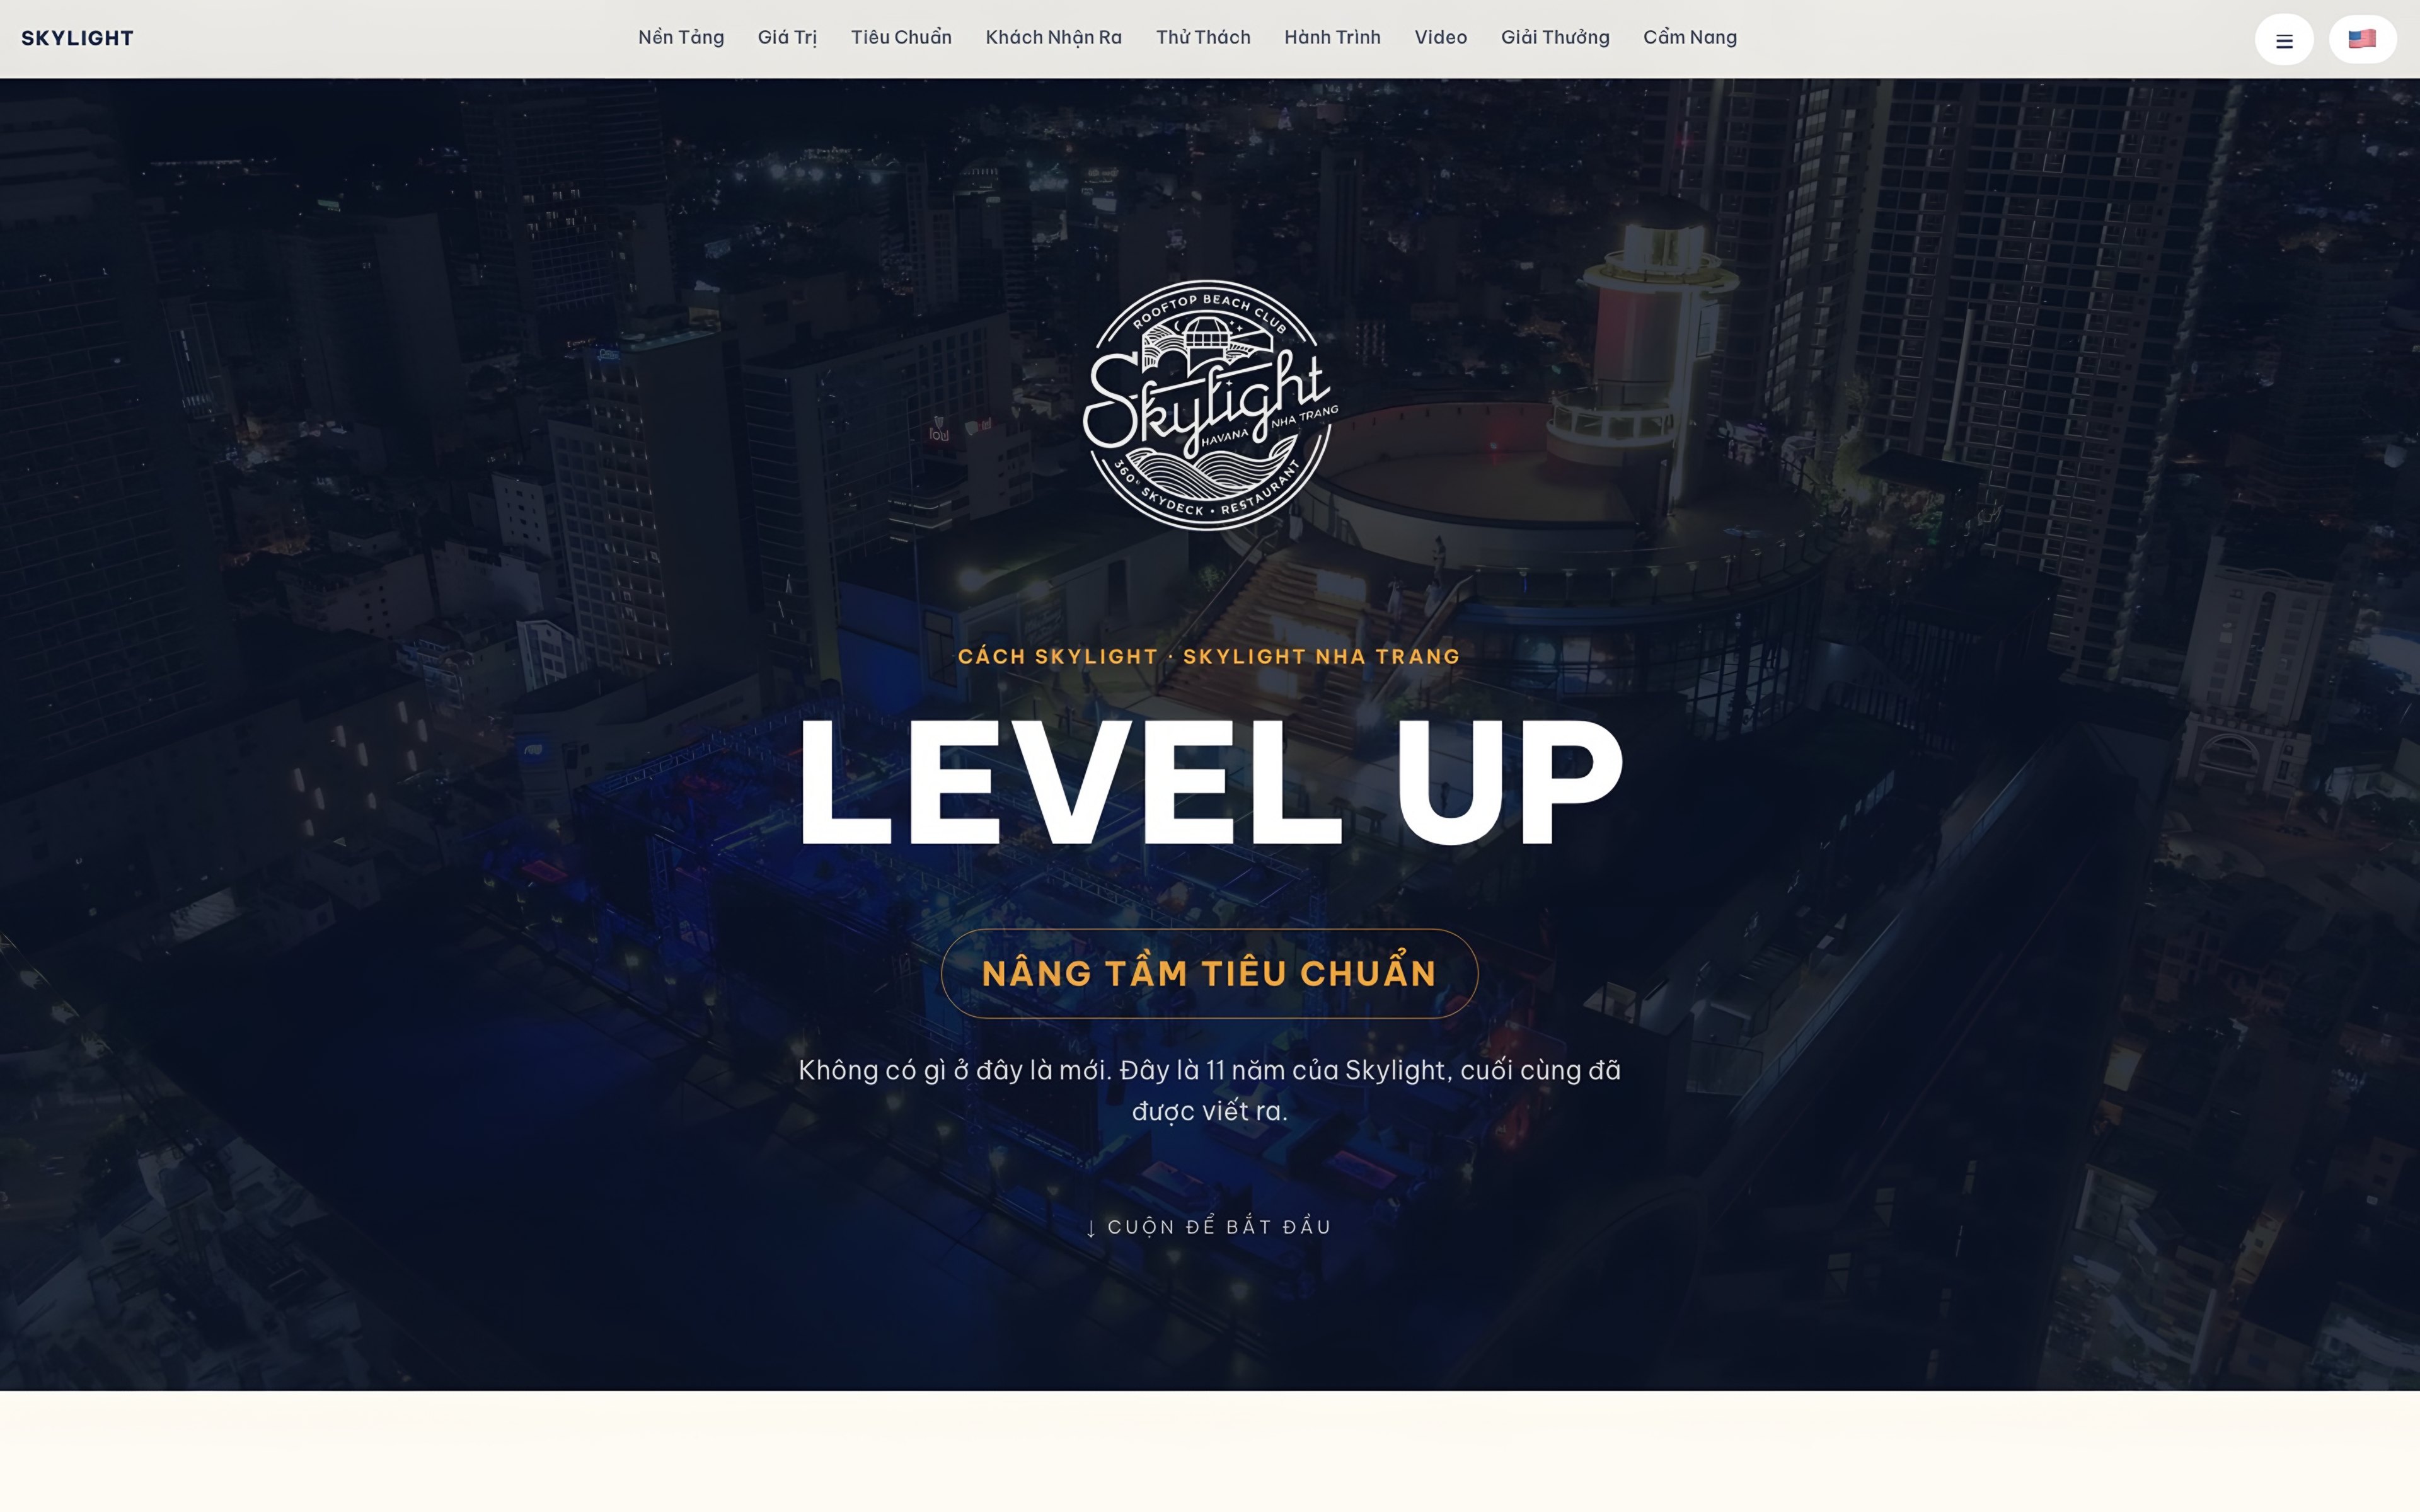 SKYLIGHT
Nền Tảng Giá Trị Tiêu Chuẩn Khách Nhận Ra Thử Thách Hành Trình Video Giải Thưởng Cẩm Nang
ROOFTOP BEACH CLUB
Skylight
HAVANA NHA TRANG
360° SKYDECK • RESTAURANT
CÁCH SKYLIGHT · SKYLIGHT NHA TRANG
LEVEL UP
NÂNG TẦM TIÊU CHUẨN
Không có gì ở đây là mới. Đây là 11 năm của Skylight, cuối cùng đã
được viết ra.
↓ CUỘN ĐỂ BẮT ĐẦU